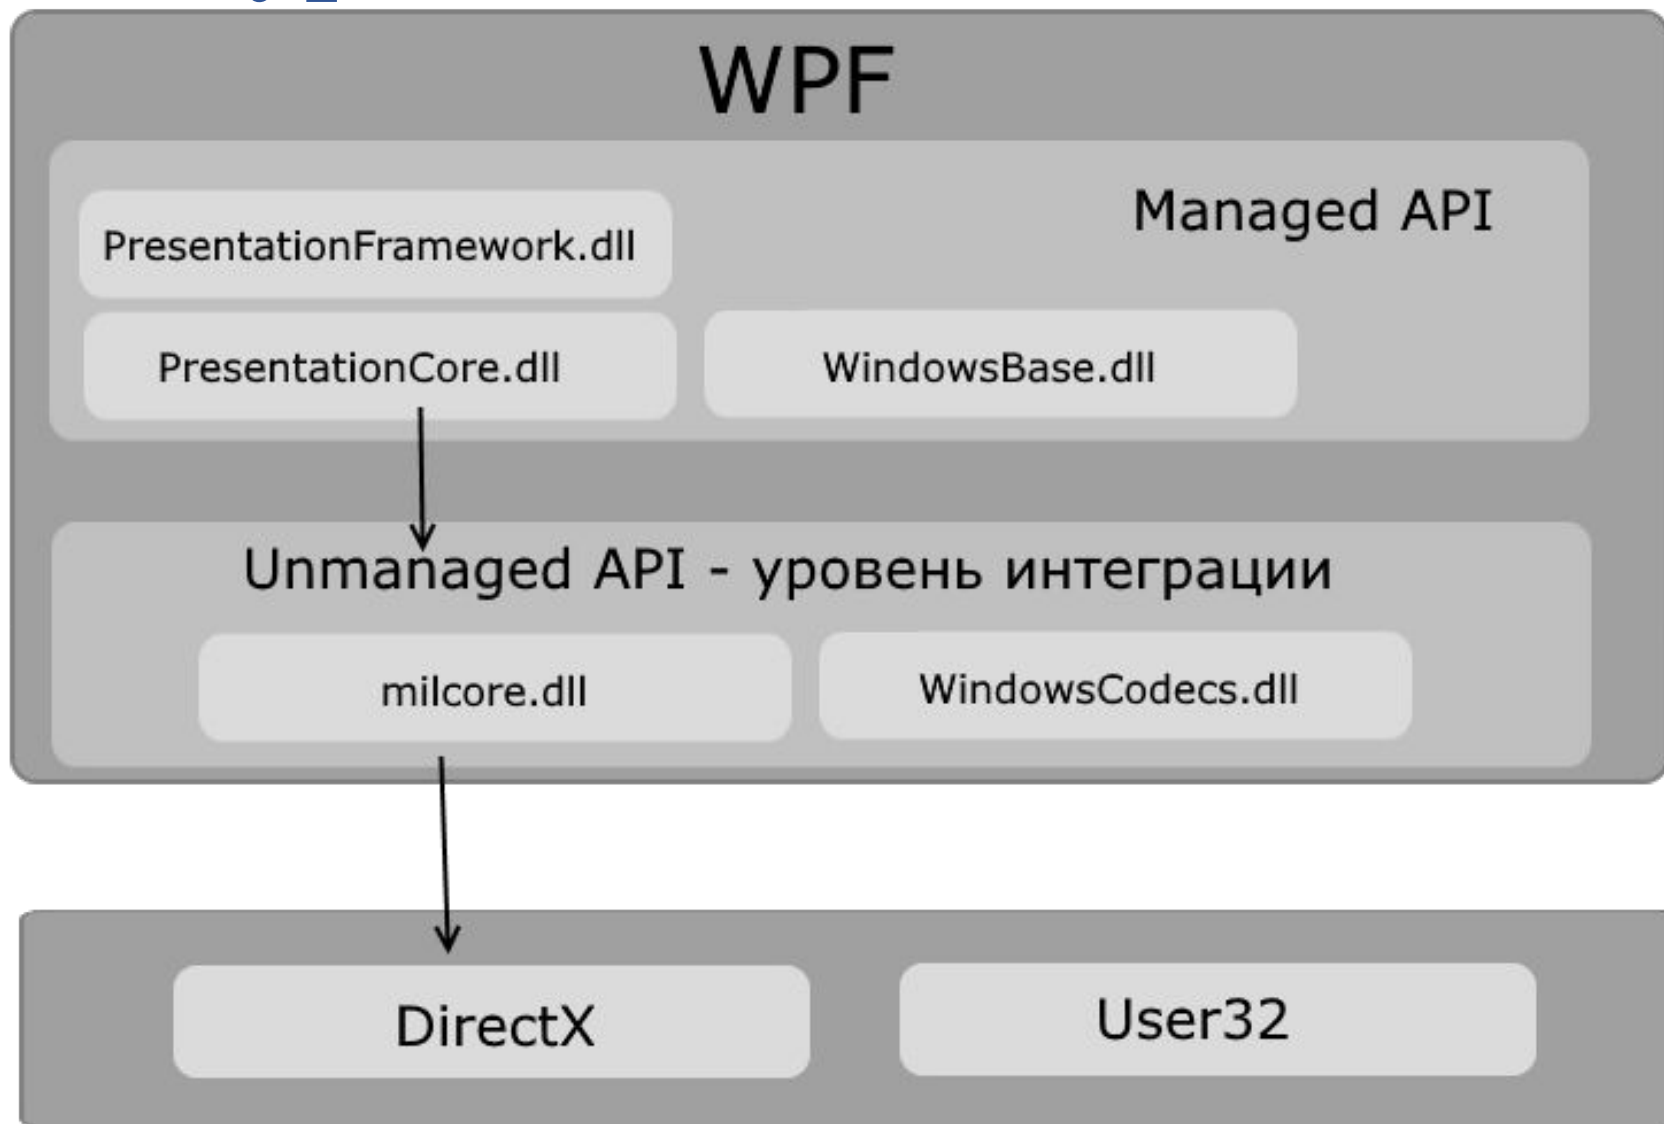 WPF
Managed API
PresentationFramework.dll
PresentationCore.dll
WindowsBase.dll
Unmanaged API - уровень интеграции
milcore.dll
WindowsCodecs.dll
DirectX
User32